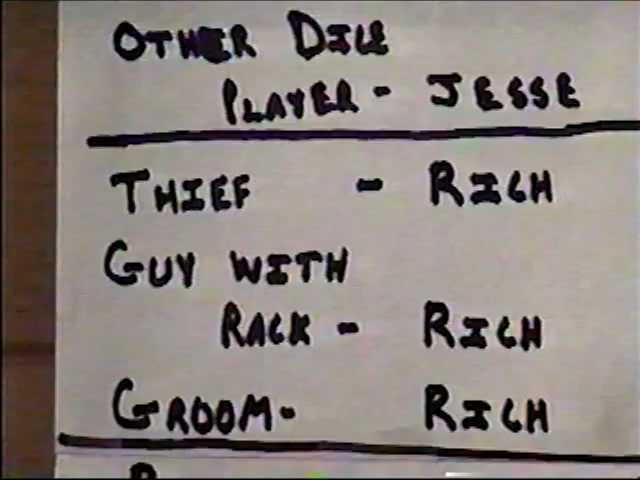 OTHER DICE
PLAYER - JESSE
THIEF - RICH
GUY WITH
RACK - RICH
GROOM - RICH